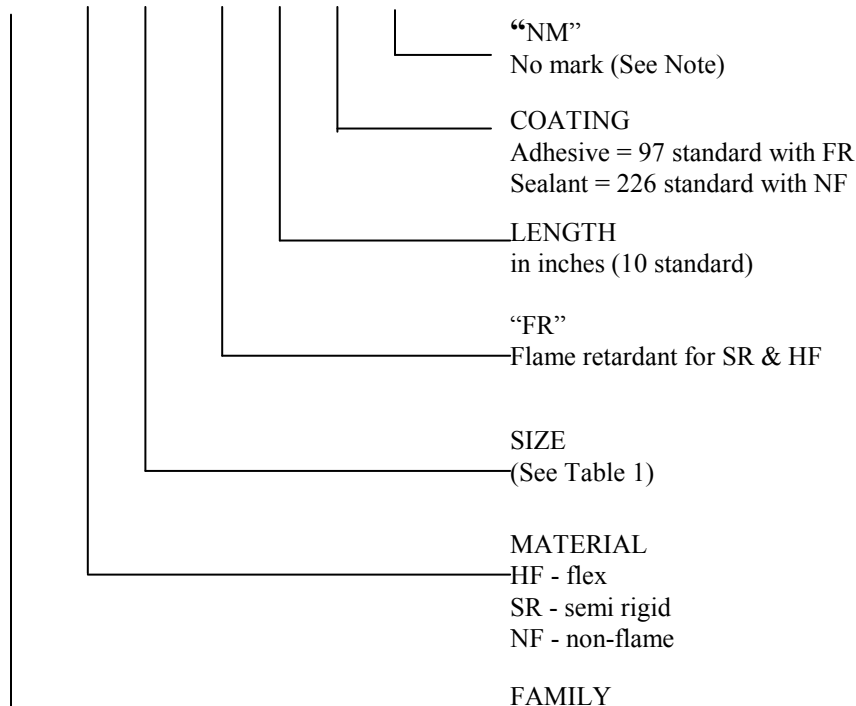 “NM”
No mark (See Note)
COATING
Adhesive = 97 standard with FR
Sealant = 226 standard with NF
LENGTH
in inches (10 standard)
“FR”
Flame retardant for SR & HF
SIZE
(See Table 1)
MATERIAL
HF - flex
SR - semi rigid
NF - non-flame
FAMILY